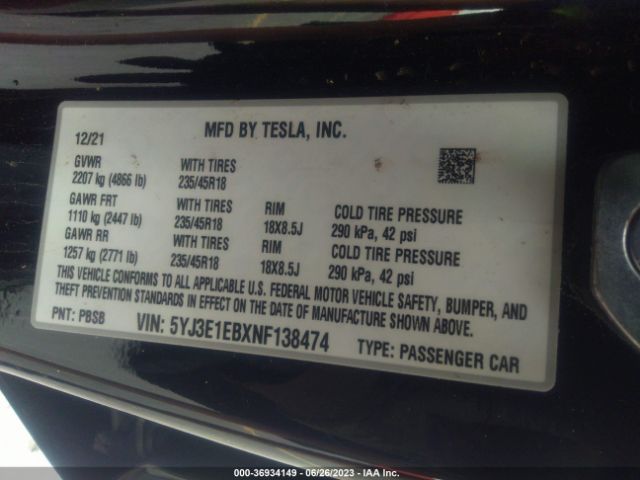 12/21 MFD BY TESLA, INC.
GVWR WITH TIRES
2207 kg (4866 lb) 235/45R18
GAWR FRT WITH TIRES RIM COLD TIRE PRESSURE
1110 kg (2447 lb) 235/45R18 18X8.5J 290 kPa, 42 psi
GAWR RR WITH TIRES RIM COLD TIRE PRESSURE
1257 kg (2771 lb) 235/45R18 18X8.5J 290 kPa, 42 psi
THIS VEHICLE CONFORMS TO ALL APPLICABLE U.S. FEDERAL MOTOR VEHICLE SAFETY, BUMPER, AND
THEFT PREVENTION STANDARDS IN EFFECT ON THE DATE OF MANUFACTURE SHOWN ABOVE.
PNT: PBSB VIN: 5YJ3E1EBXNF138474 TYPE: PASSENGER CAR
000-36934149 - 06/26/2023 - IAA Inc.